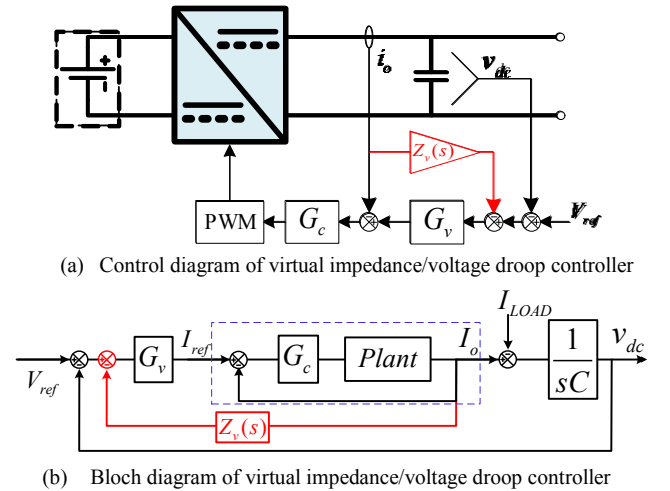 i_o
v_dc
Z_v(s)
PWM
G_c
G_v
V_ref
(a) Control diagram of virtual impedance/voltage droop controller
I_LOAD
V_ref
G_v
I_ref
G_c
Plant
I_o
1
sC
v_dc
Z_v(s)
(b) Bloch diagram of virtual impedance/voltage droop controller